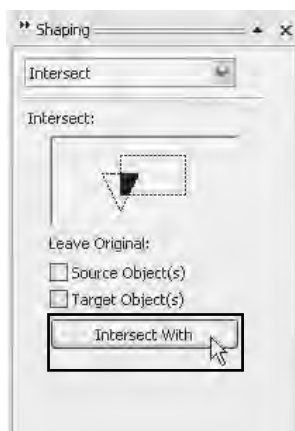 Shaping
Intersect
Intersect:
Leave Original:
Source Object(s)
Target Object(s)
Intersect With